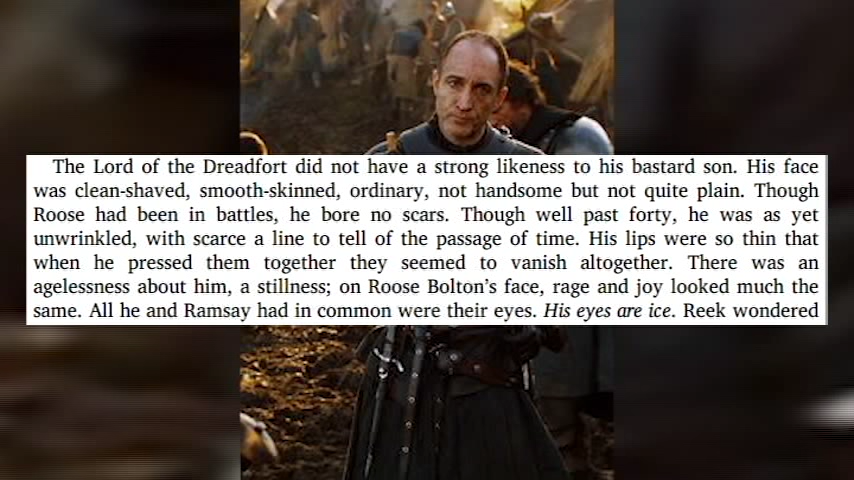 The Lord of the Dreadfort did not have a strong likeness to his bastard son. His face
was clean-shaved, smooth-skinned, ordinary, not handsome but not quite plain. Though
Roose had been in battles, he bore no scars. Though well past forty, he was as yet
unwrinkled, with scarce a line to tell of the passage of time. His lips were so thin that
when he pressed them together they seemed to vanish altogether. There was an
agelessness about him, a stillness; on Roose Bolton’s face, rage and joy looked much the
same. All he and Ramsay had in common were their eyes. His eyes are ice. Reek wondered